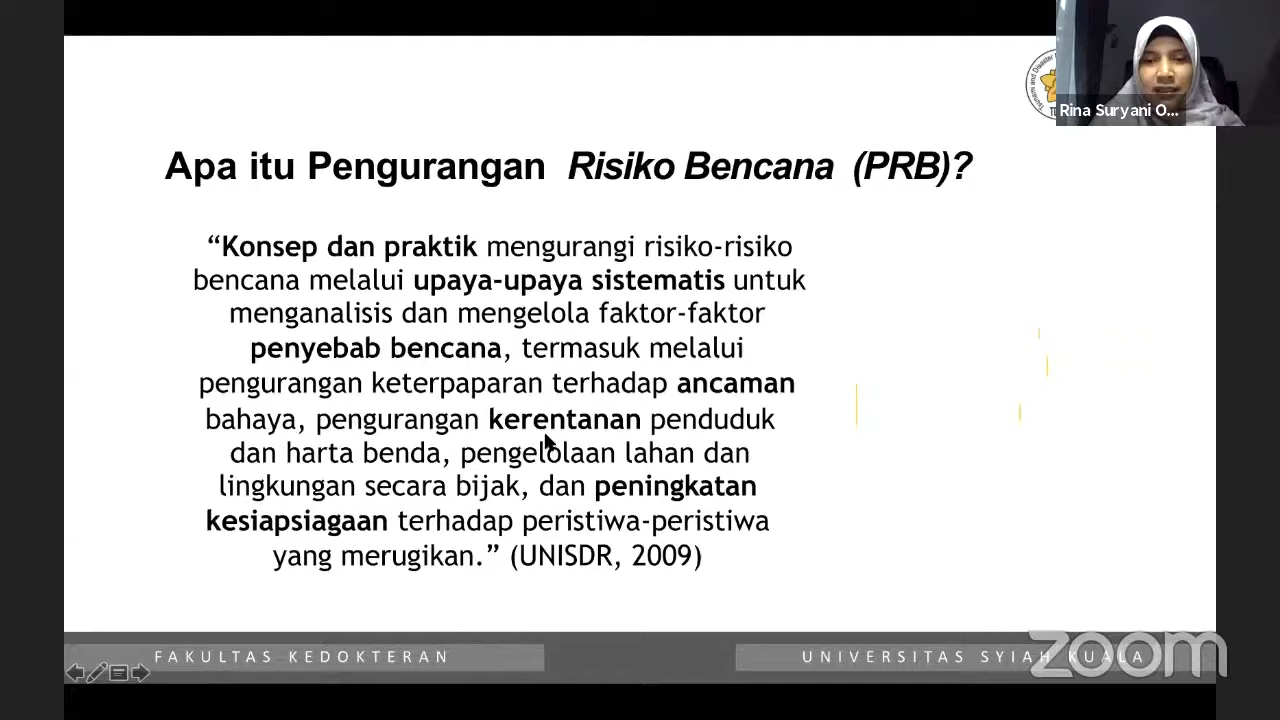 Rina Suryani O...
Apa itu Pengurangan Risiko Bencana (PRB)?
“Konsep dan praktik mengurangi risiko-risiko
bencana melalui upaya-upaya sistematis untuk
menganalisis dan mengelola faktor-faktor
penyebab bencana, termasuk melalui
pengurangan keterpaparan terhadap ancaman
bahaya, pengurangan kerentanan penduduk
dan harta benda, pengelolaan lahan dan
lingkungan secara bijak, dan peningkatan
kesiapsiagaan terhadap peristiwa-peristiwa
yang merugikan.” (UNISDR, 2009)
FAKULTAS KEDOKTERAN
UNIVERSITAS SYIAH KUALA
zoom